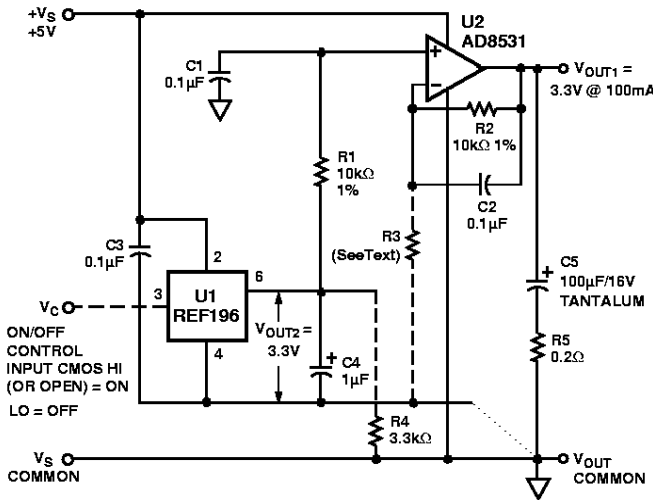 +VS
+5V
U2
AD8531
C1
0.1µF
+
−
VOUT1 =
3.3V @ 100mA
R2
10kΩ 1%
R1
10kΩ
1%
C2
0.1µF
C3
0.1µF
2
R3
(SeeText)
C5
100µF/16V
TANTALUM
+
VC
3
U1
REF196
6
4
VOUT2 =
3.3V
+
C4
1µF
ON/OFF
CONTROL
INPUT CMOS HI
(OR OPEN) = ON
LO = OFF
R5
0.2Ω
R4
3.3kΩ
VS
COMMON
VOUT
COMMON